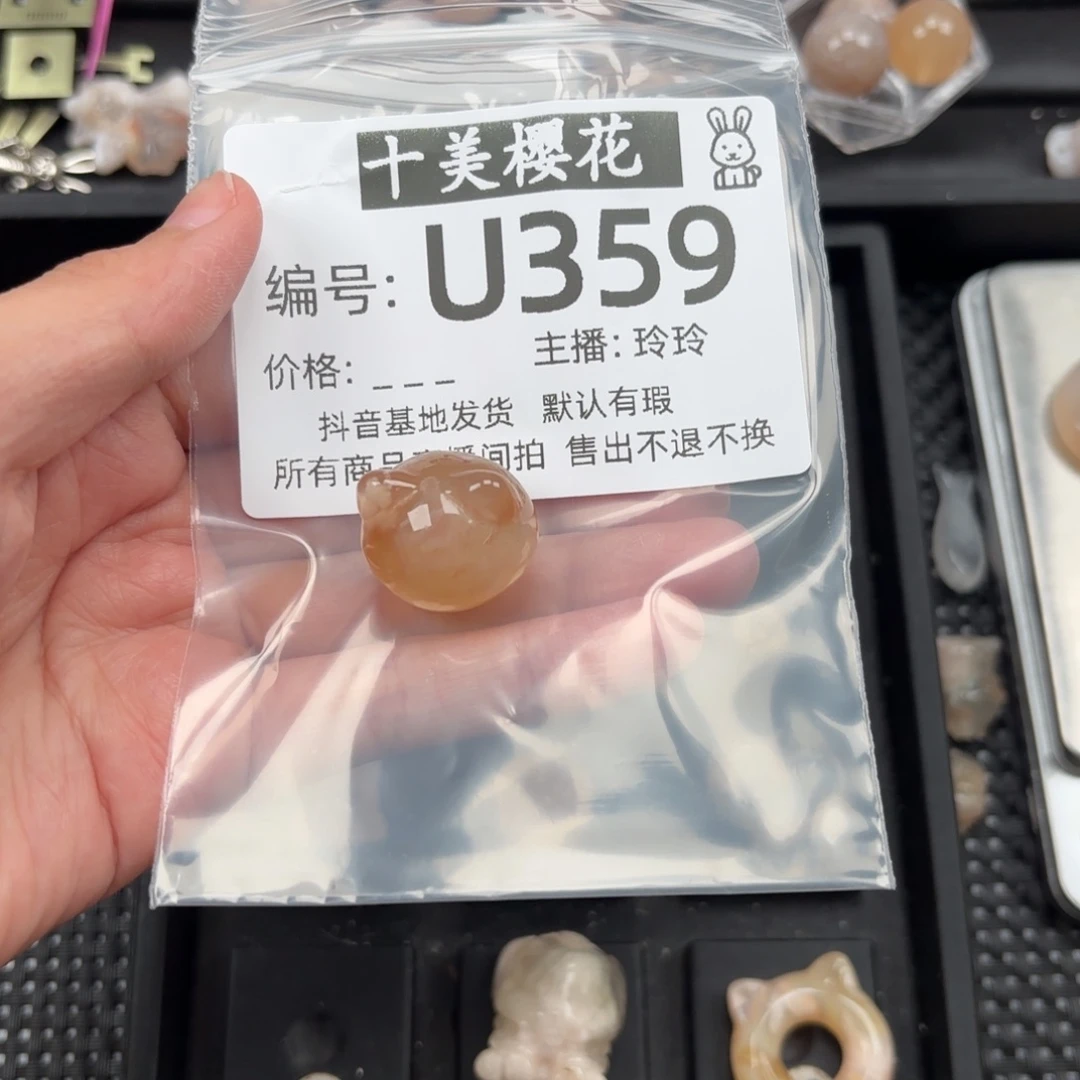 十美樱花
编号: U359
价格: _ _ _ 主播: 玲玲
抖音基地发货 默认有瑕
所有商品 播间拍 售出不退不换